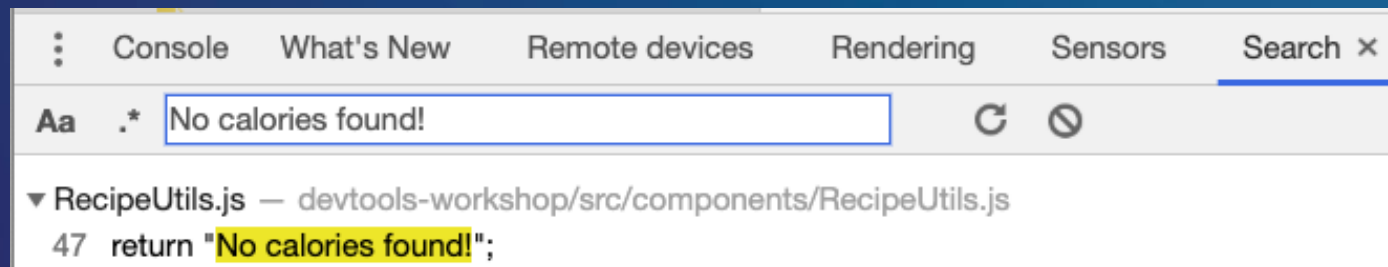 Console What's New Remote devices Rendering Sensors Search ×
Aa .* No calories found!
▼ RecipeUtils.js — devtools-workshop/src/components/RecipeUtils.js
47 return "No calories found!";